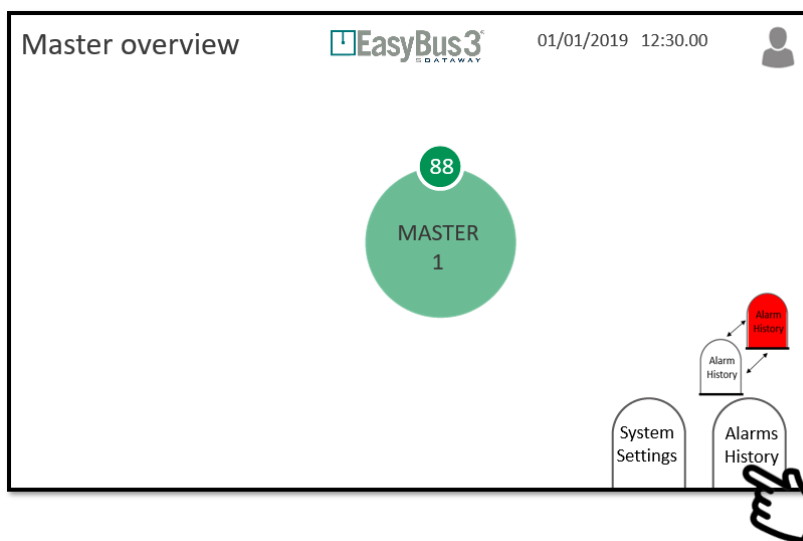 Master overview
EasyBus3
DATAWAY
01/01/2019 12:30.00
88
MASTER
1
Alarm
History
Alarm
History
System
Settings
Alarms
History